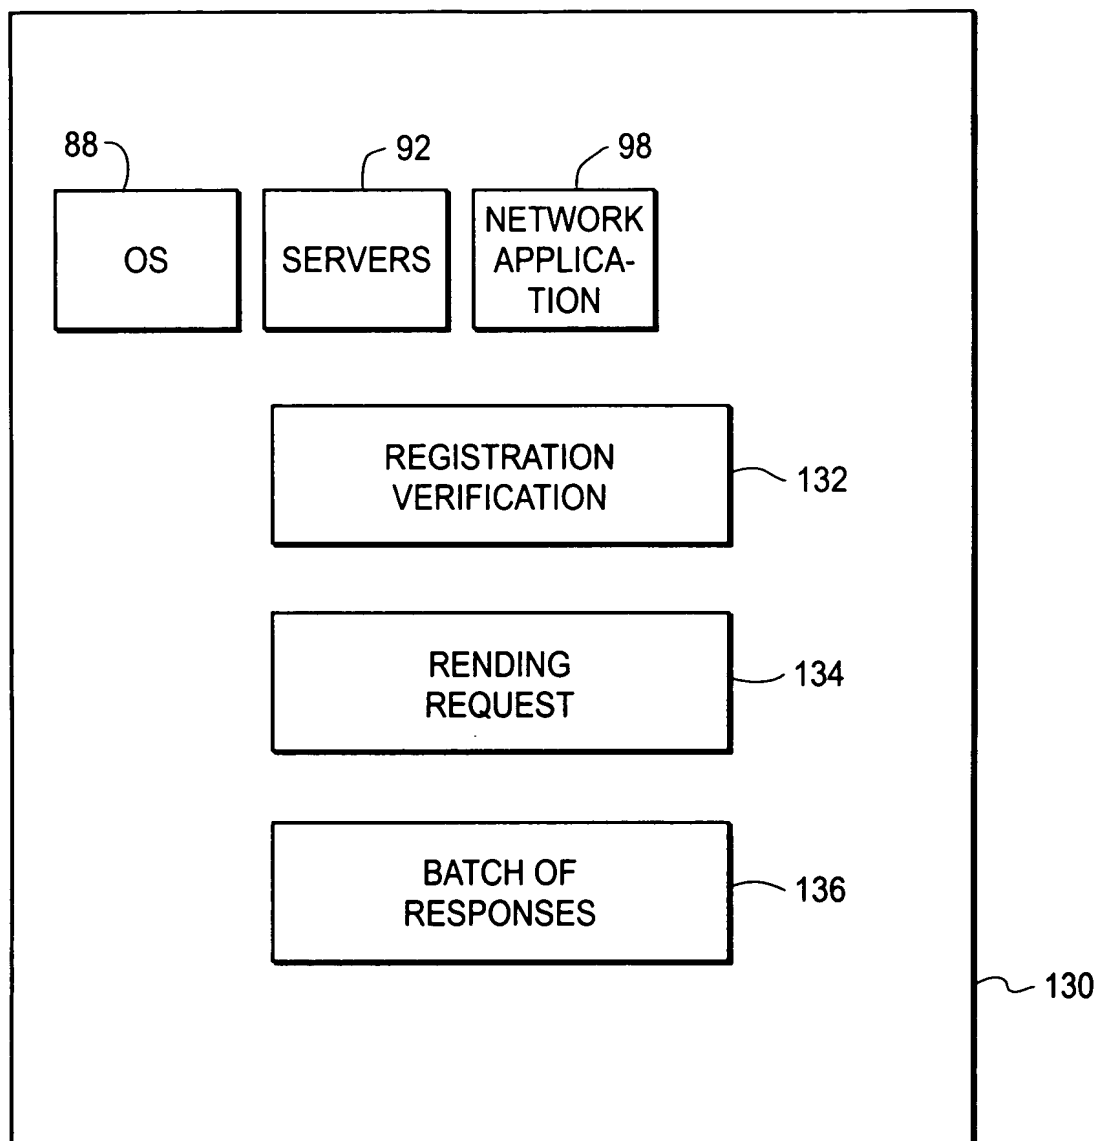 88
92
98
OS
SERVERS
NETWORK
APPLICA-
TION
REGISTRATION
VERIFICATION
132
RENDING
REQUEST
134
BATCH OF
RESPONSES
136
130